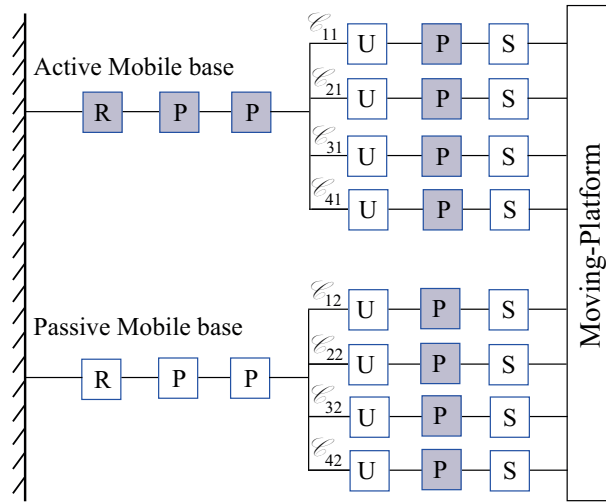 𝒞11 U P S
Active Mobile base
𝒞21 U P S
R P P
𝒞31 U P S
𝒞41 U P S
Moving-Platform
𝒞12 U P S
Passive Mobile base
𝒞22 U P S
R P P
𝒞32 U P S
𝒞42 U P S